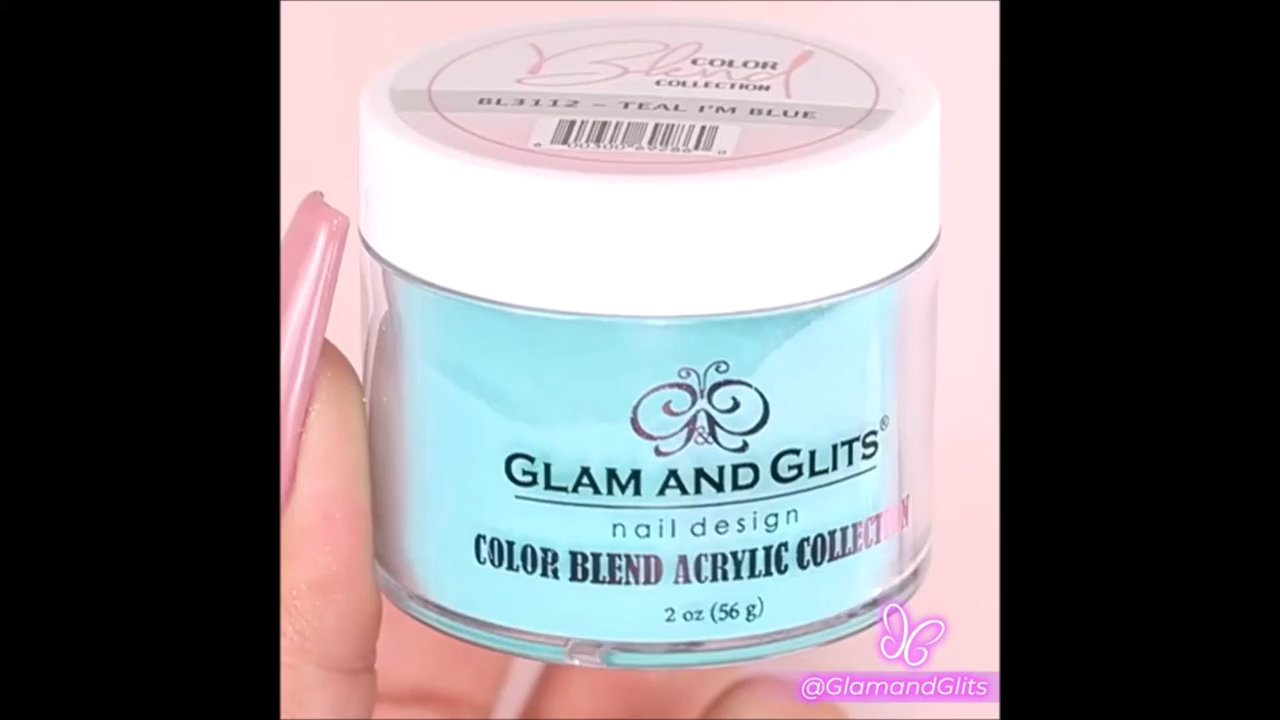 COLOR
Blend
COLLECTION
BL3112 - TEAL I'M BLUE
G&G
GLAM AND GLITS®
nail design
COLOR BLEND ACRYLIC COLLECTION
2 oz (56 g)
@GlamandGlits